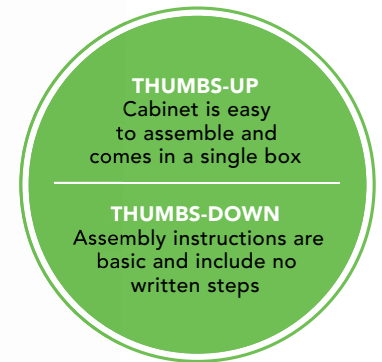 THUMBS-UP
Cabinet is easy
to assemble and
comes in a single box
THUMBS-DOWN
Assembly instructions are
basic and include no
written steps